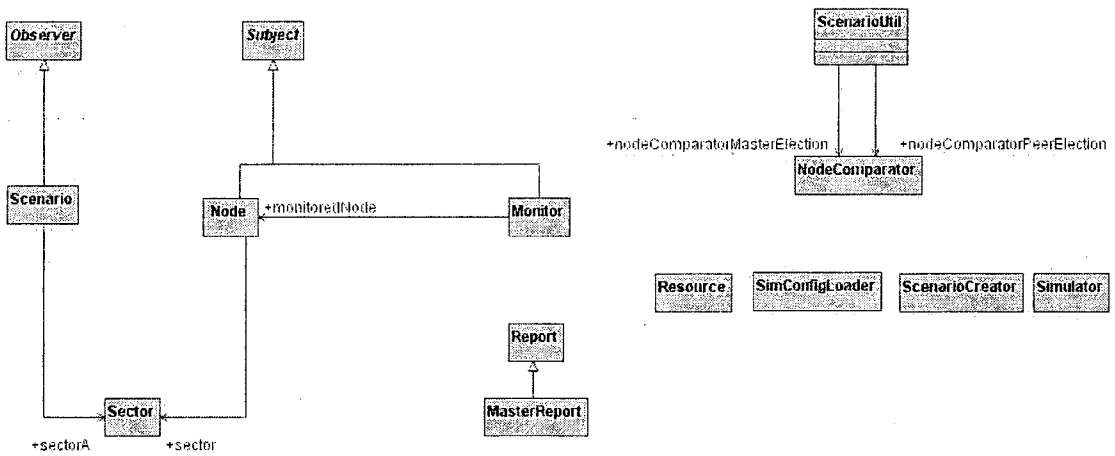 Observer
Subject
ScenarioUtil
+nodeComparatorMasterElection
+nodeComparatorPeerElection
NodeComparator
Scenario
Node
+monitoredNode
Monitor
Resource
SimConfigLoader
ScenarioCreator
Simulator
Report
Sector
MasterReport
+sectorA
+sector